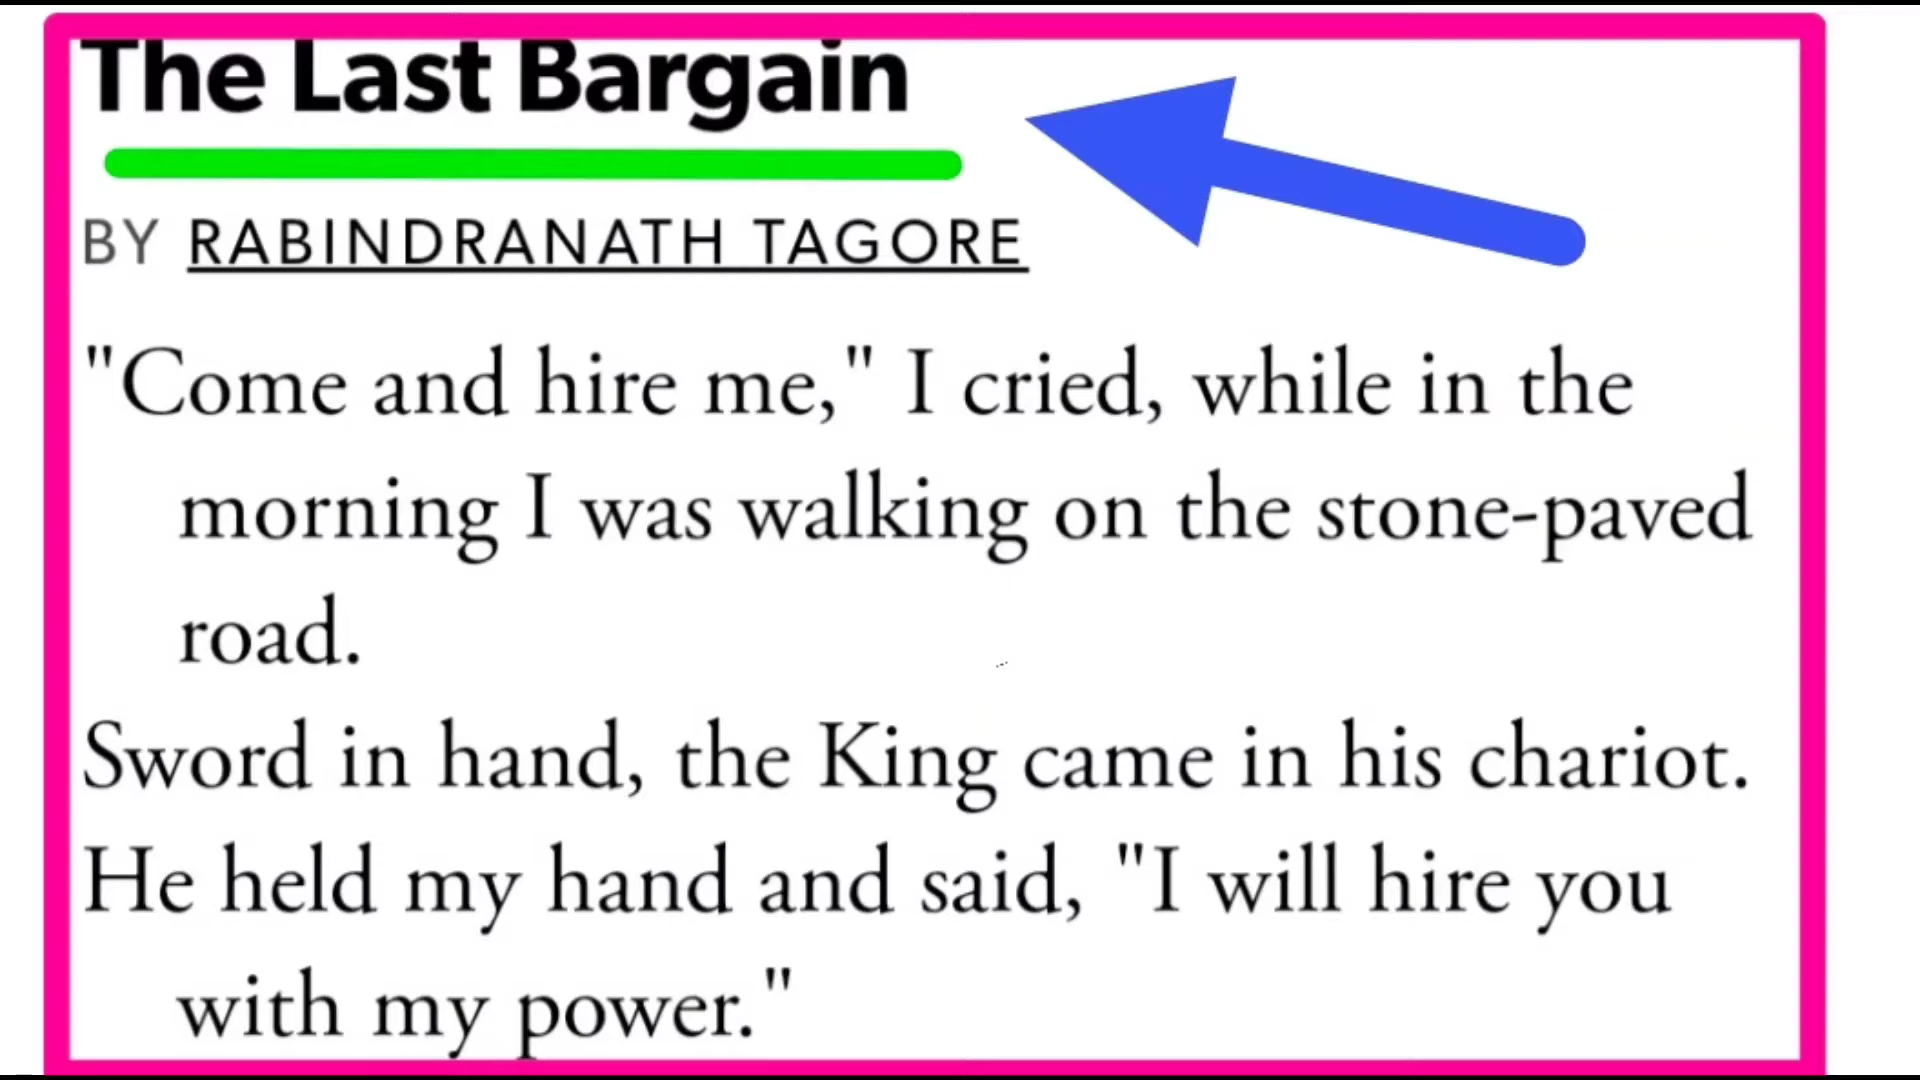 The Last Bargain
BY RABINDRANATH TAGORE
"Come and hire me," I cried, while in the
morning I was walking on the stone-paved
road.
Sword in hand, the King came in his chariot.
He held my hand and said, "I will hire you
with my power."